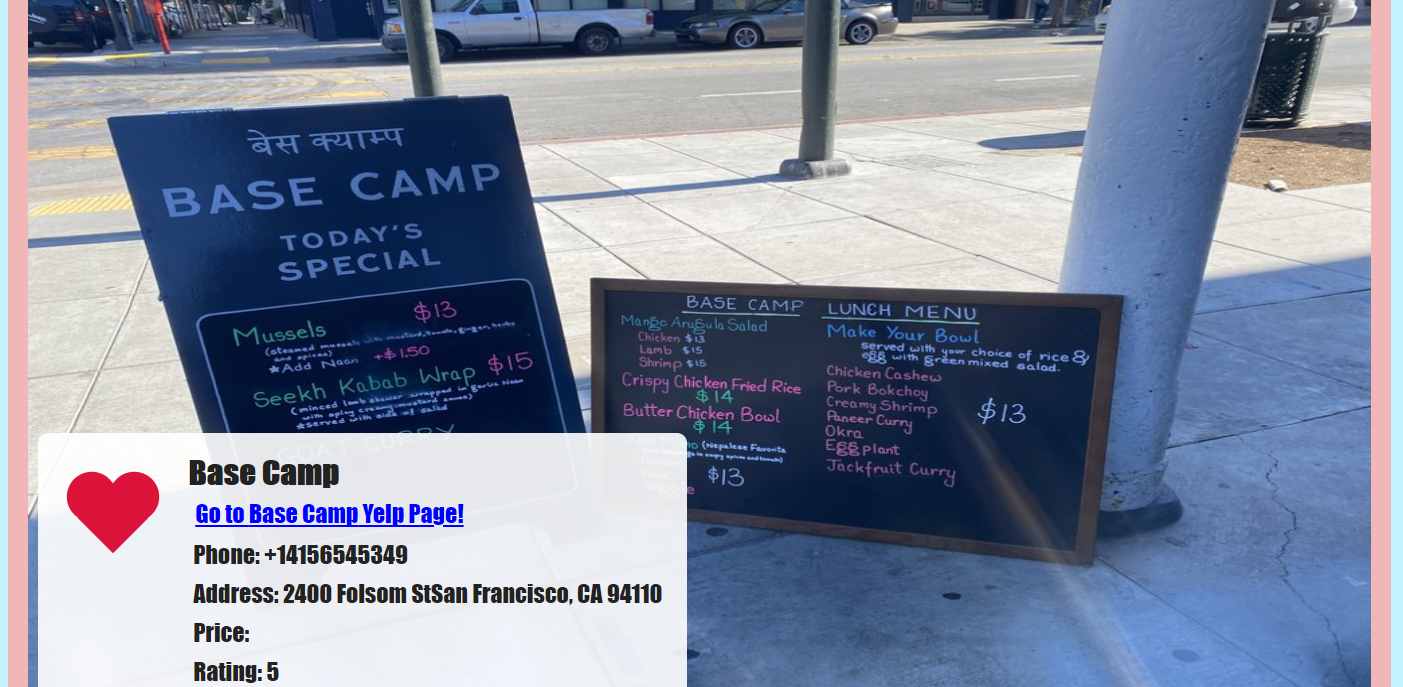 बेस क्याम्प
BASE CAMP
TODAY'S
SPECIAL
$13
Mussels
(steamed mussels with mustard, tomato, ginger, herbs
and spices)
★Add Naan +$1.50
$15
Seekh Kabab Wrap
(minced lamb skewer wrapped in garlic Naan
with spicy creamy mustard sauce)
★served with side of salad
GOAT CURRY
BASE CAMP LUNCH MENU
Mango Arugula Salad
Chicken $13
Lamb $15
Shrimp $15
Crispy Chicken Fried Rice
$14
Butter Chicken Bowl
$14
(Nepalese Favorite
$13
Pork
Veggie
Make Your Bowl
served with your choice of rice &
egg with green mixed salad.
Chicken Cashew
Pork Bokchoy
Creamy Shrimp
$13
Paneer Curry
Okra
Eggplant
Jackfruit Curry
Base Camp
Go to Base Camp Yelp Page!
Phone: +14156545349
Address: 2400 Folsom StSan Francisco, CA 94110
Price:
Rating: 5